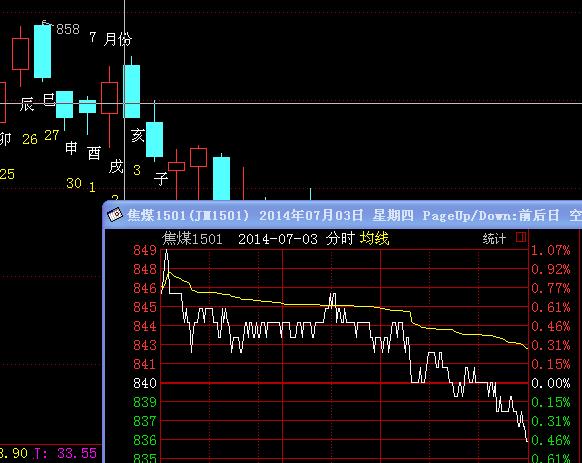 858
7 月份
辰
巳
卯
26 27
亥
申
酉
戌
25
30
1
3
子
焦煤1501(JM1501) 2014年07月03日 星期四 PageUp/Down:前后日 空
焦煤1501 2014-07-03 分时 均线 统计
849 1.07%
848 0.92%
846 0.77%
845 0.61%
844 0.46%
843 0.31%
841 0.15%
840 0.00%
839 0.15%
837 0.31%
836 0.46%
835 0.61%
8.90 T: 33.55